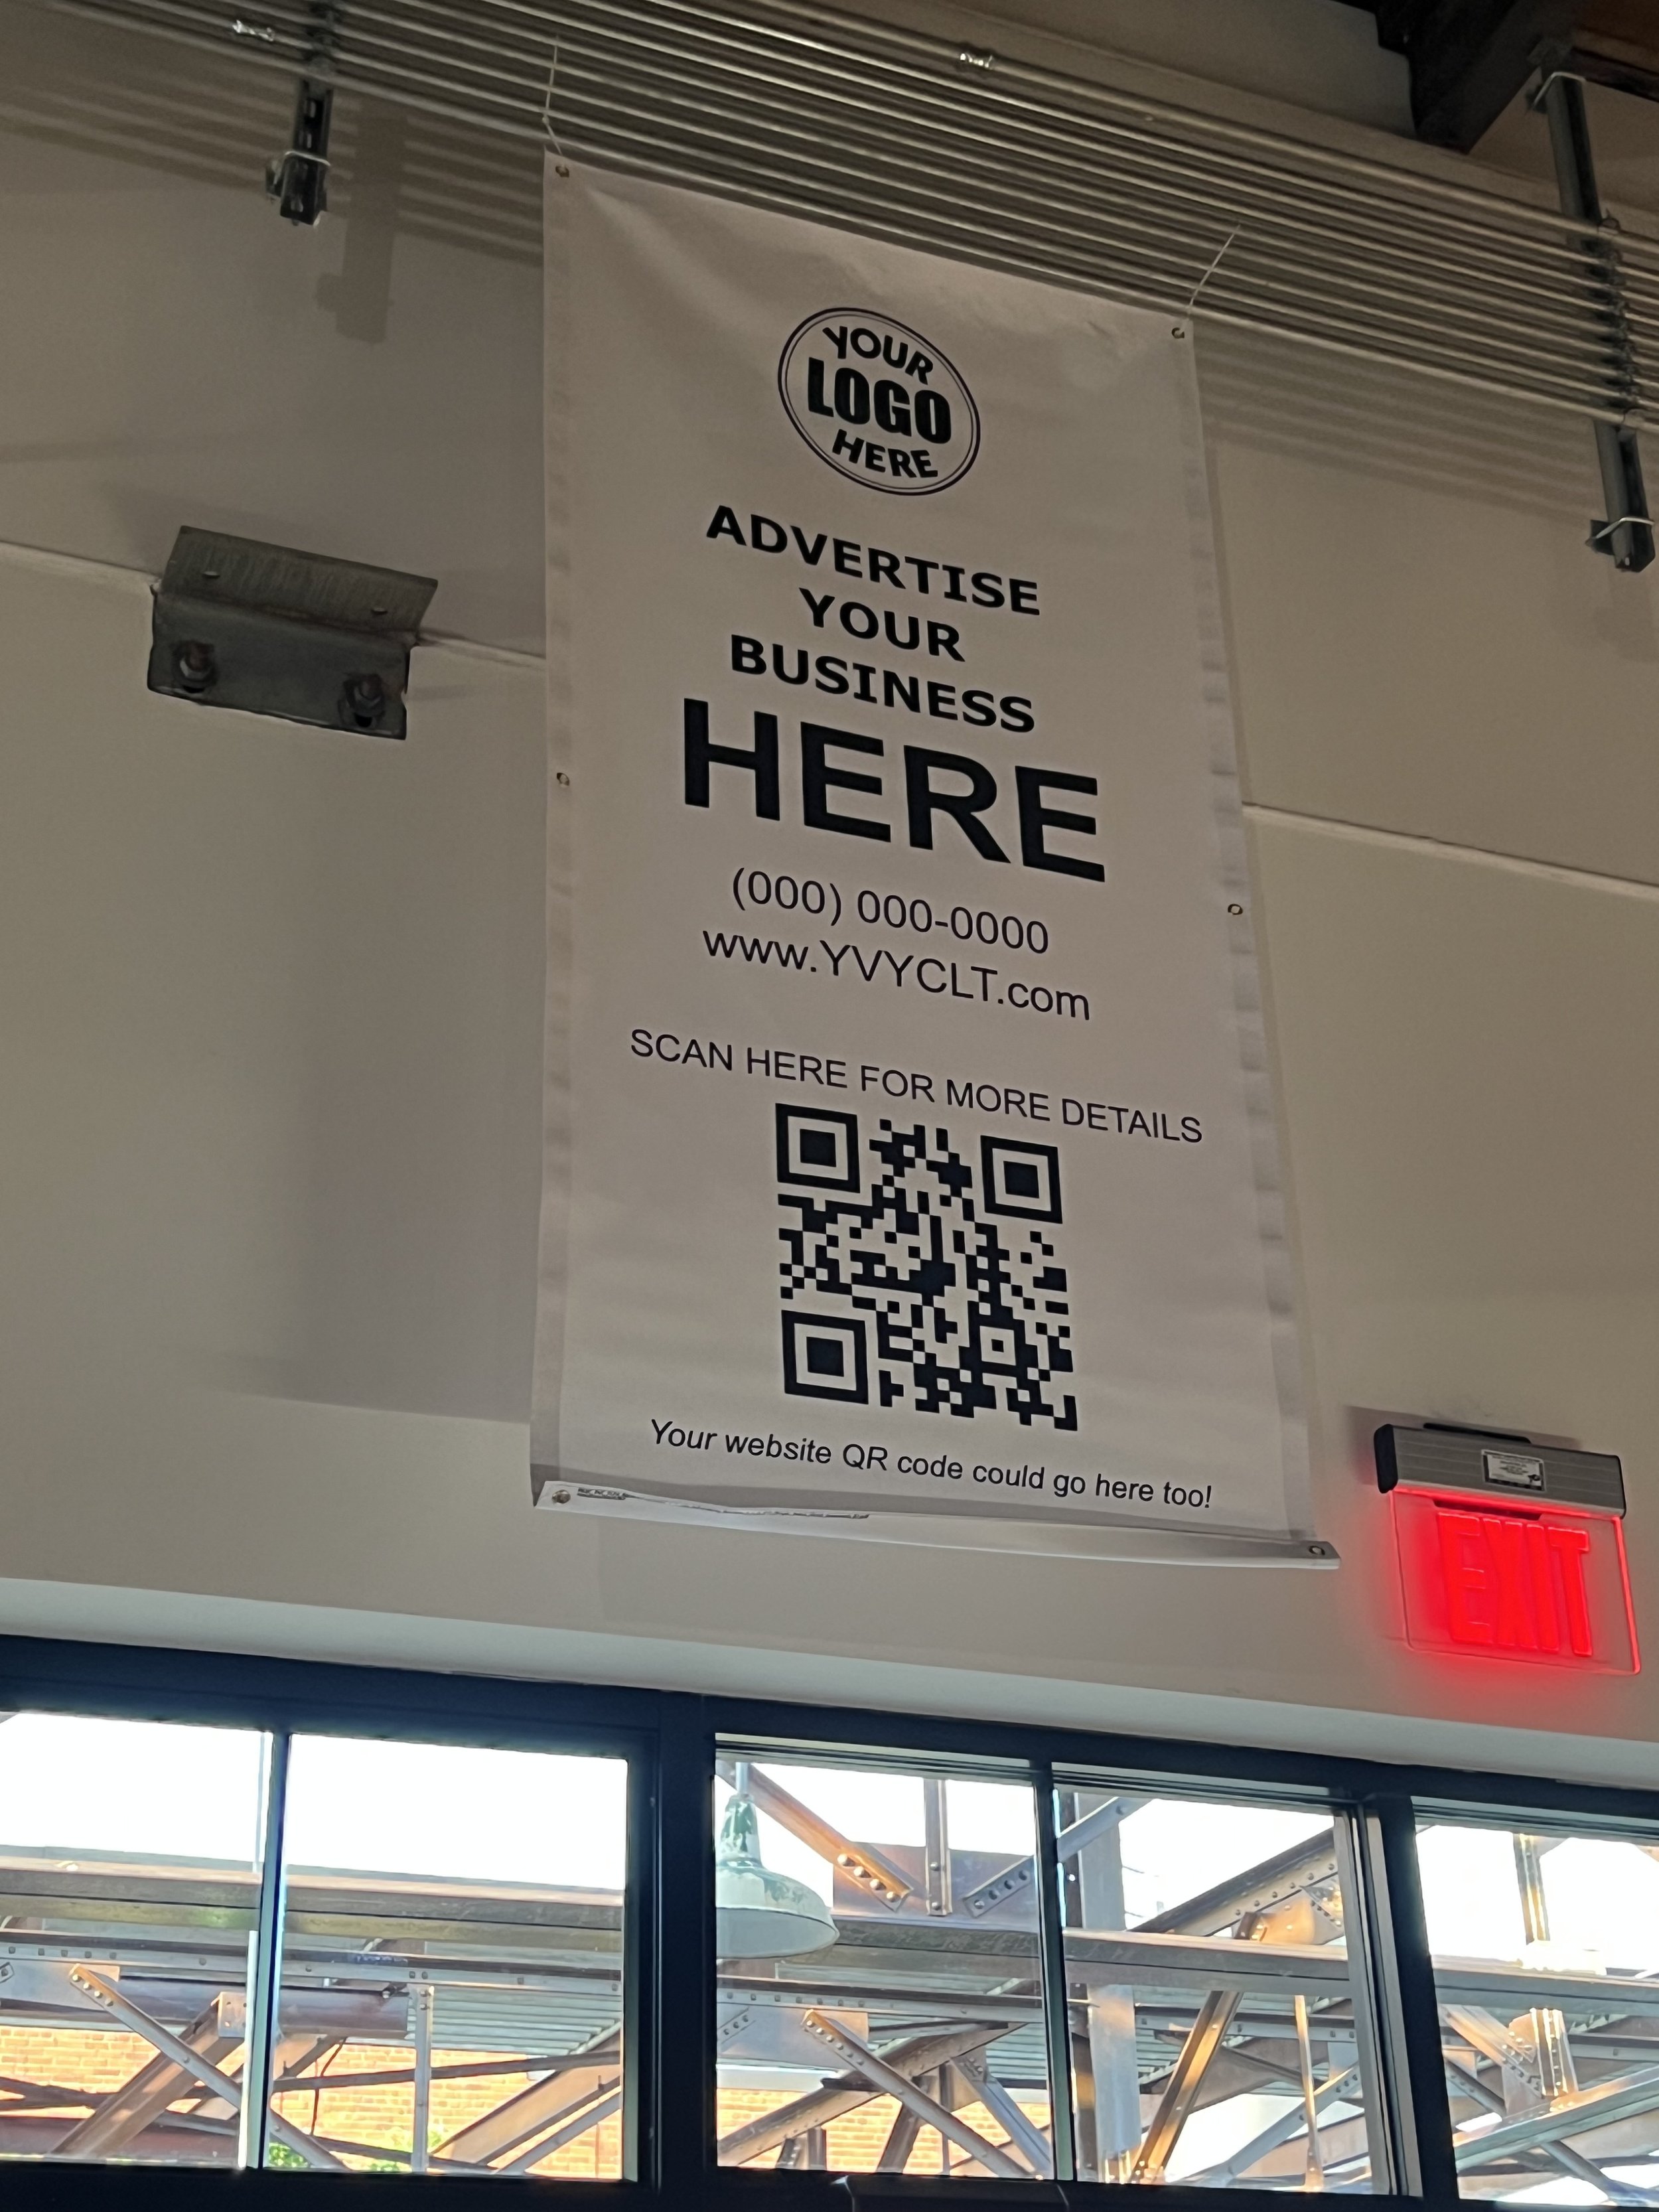 YOUR
LOGO
HERE
ADVERTISE
YOUR
BUSINESS
HERE
(000) 000-0000
www.YVYCLT.com
SCAN HERE FOR MORE DETAILS
Your website QR code could go here too!
EXIT